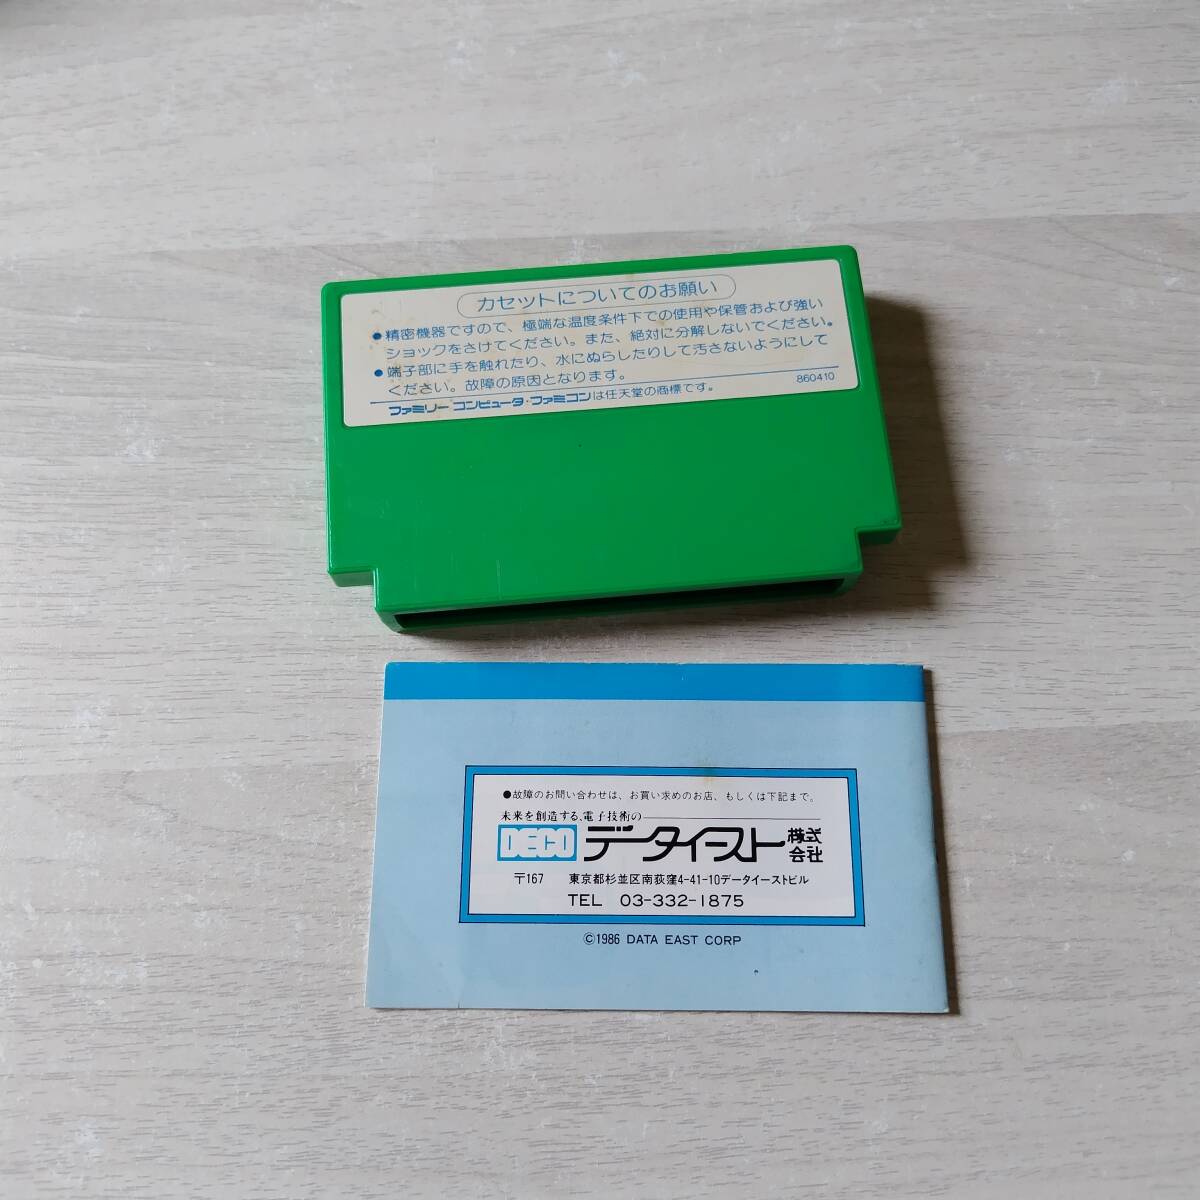 カセットについてのお願い
●精密機器ですので、極端な温度条件下での使用や保管および強い
ショックをさけてください。また、絶対に分解しないでください。
●端子部に手を触れたり、水にぬらしたりして汚さないようにして
ください。故障の原因となります。
860410
ファミリー コンピュータ・ファミコンは任天堂の商標です。
●故障のお問い合わせは、お買い求めのお店、もしくは下記まで。
未来を創造する、電子技術の
DECO データイースト 株式会社
〒167 東京都杉並区南荻窪4-41-10データイーストビル
TEL 03-332-1875
©1986 DATA EAST CORP